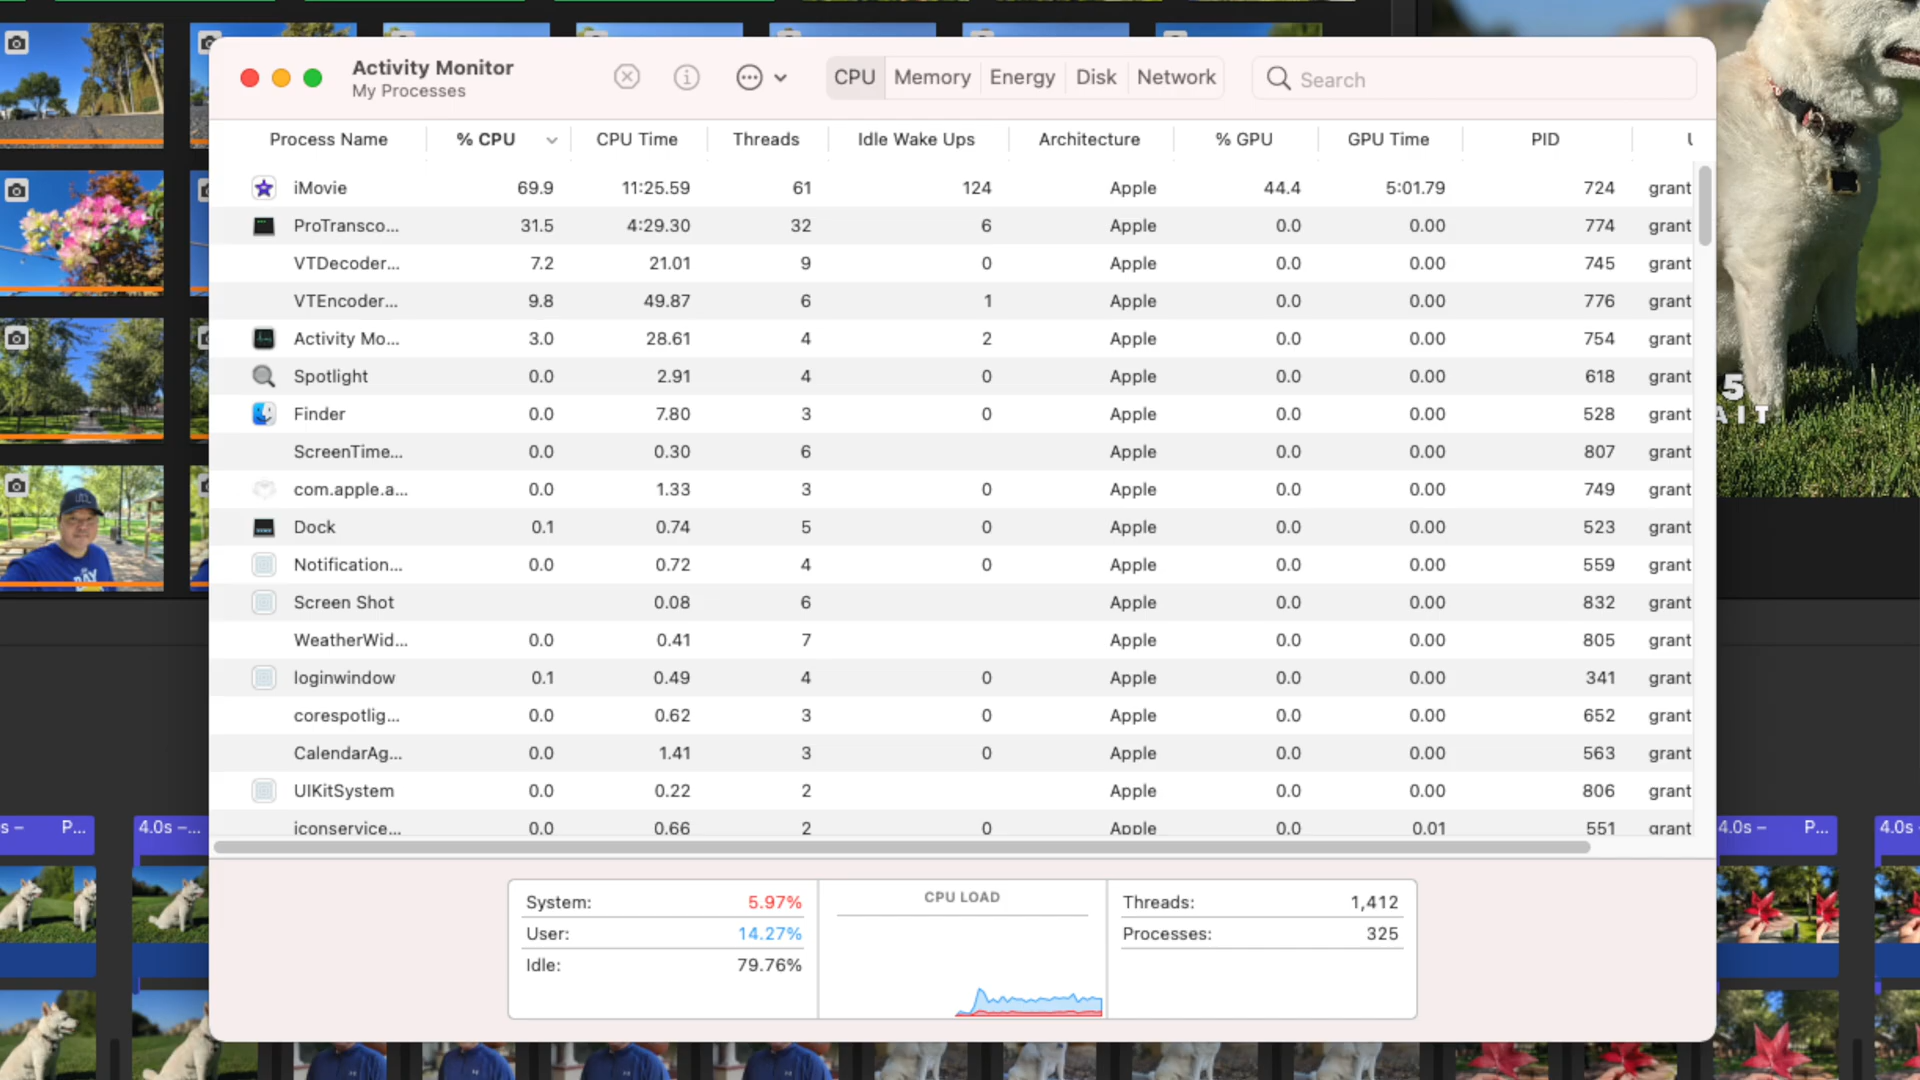 Activity Monitor
My Processes
CPU Memory Energy Disk Network
Search
Process Name % CPU CPU Time Threads Idle Wake Ups Architecture % GPU GPU Time PID
iMovie 69.9 11:25.59 61 124 Apple 44.4 5:01.79 724 grant
ProTransco... 31.5 4:29.30 32 6 Apple 0.0 0.00 774 grant
VTDecoder... 7.2 21.01 9 0 Apple 0.0 0.00 745 grant
VTEncoder... 9.8 49.87 6 1 Apple 0.0 0.00 776 grant
Activity Mo... 3.0 28.61 4 2 Apple 0.0 0.00 754 grant
Spotlight 0.0 2.91 4 0 Apple 0.0 0.00 618 grant
Finder 0.0 7.80 3 0 Apple 0.0 0.00 528 grant
ScreenTime... 0.0 0.30 6 Apple 0.0 0.00 807 grant
com.apple.a... 0.0 1.33 3 0 Apple 0.0 0.00 749 grant
Dock 0.1 0.74 5 0 Apple 0.0 0.00 523 grant
Notification... 0.0 0.72 4 0 Apple 0.0 0.00 559 grant
Screen Shot 0.08 6 Apple 0.0 0.00 832 grant
WeatherWid... 0.0 0.41 7 Apple 0.0 0.00 805 grant
loginwindow 0.1 0.49 4 0 Apple 0.0 0.00 341 grant
corespotlig... 0.0 0.62 3 0 Apple 0.0 0.00 652 grant
CalendarAg... 0.0 1.41 3 0 Apple 0.0 0.00 563 grant
UIKitSystem 0.0 0.22 2 Apple 0.0 0.00 806 grant
iconservice... 0.0 0.66 2 0 Apple 0.0 0.01 551 grant
5
AIT
s – P...
4.0s –...
4.0s – P...
4.0s
System: 5.97%
User: 14.27%
Idle: 79.76%
CPU LOAD
Threads: 1,412
Processes: 325